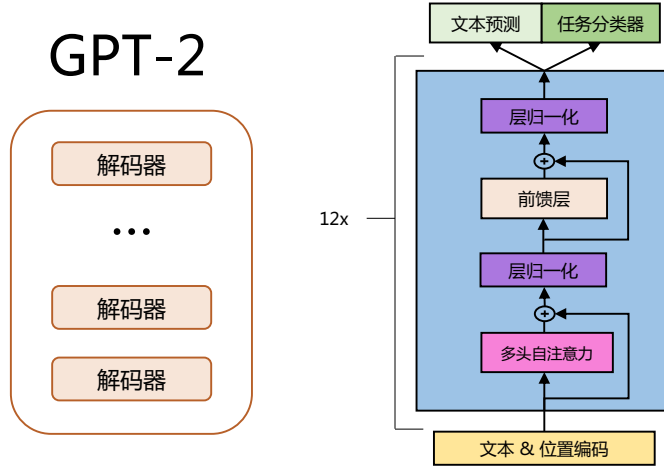 GPT-2
解码器
...
解码器
解码器
12x
文本预测
任务分类器
层归一化
+
前馈层
层归一化
+
多头自注意力
文本 & 位置编码